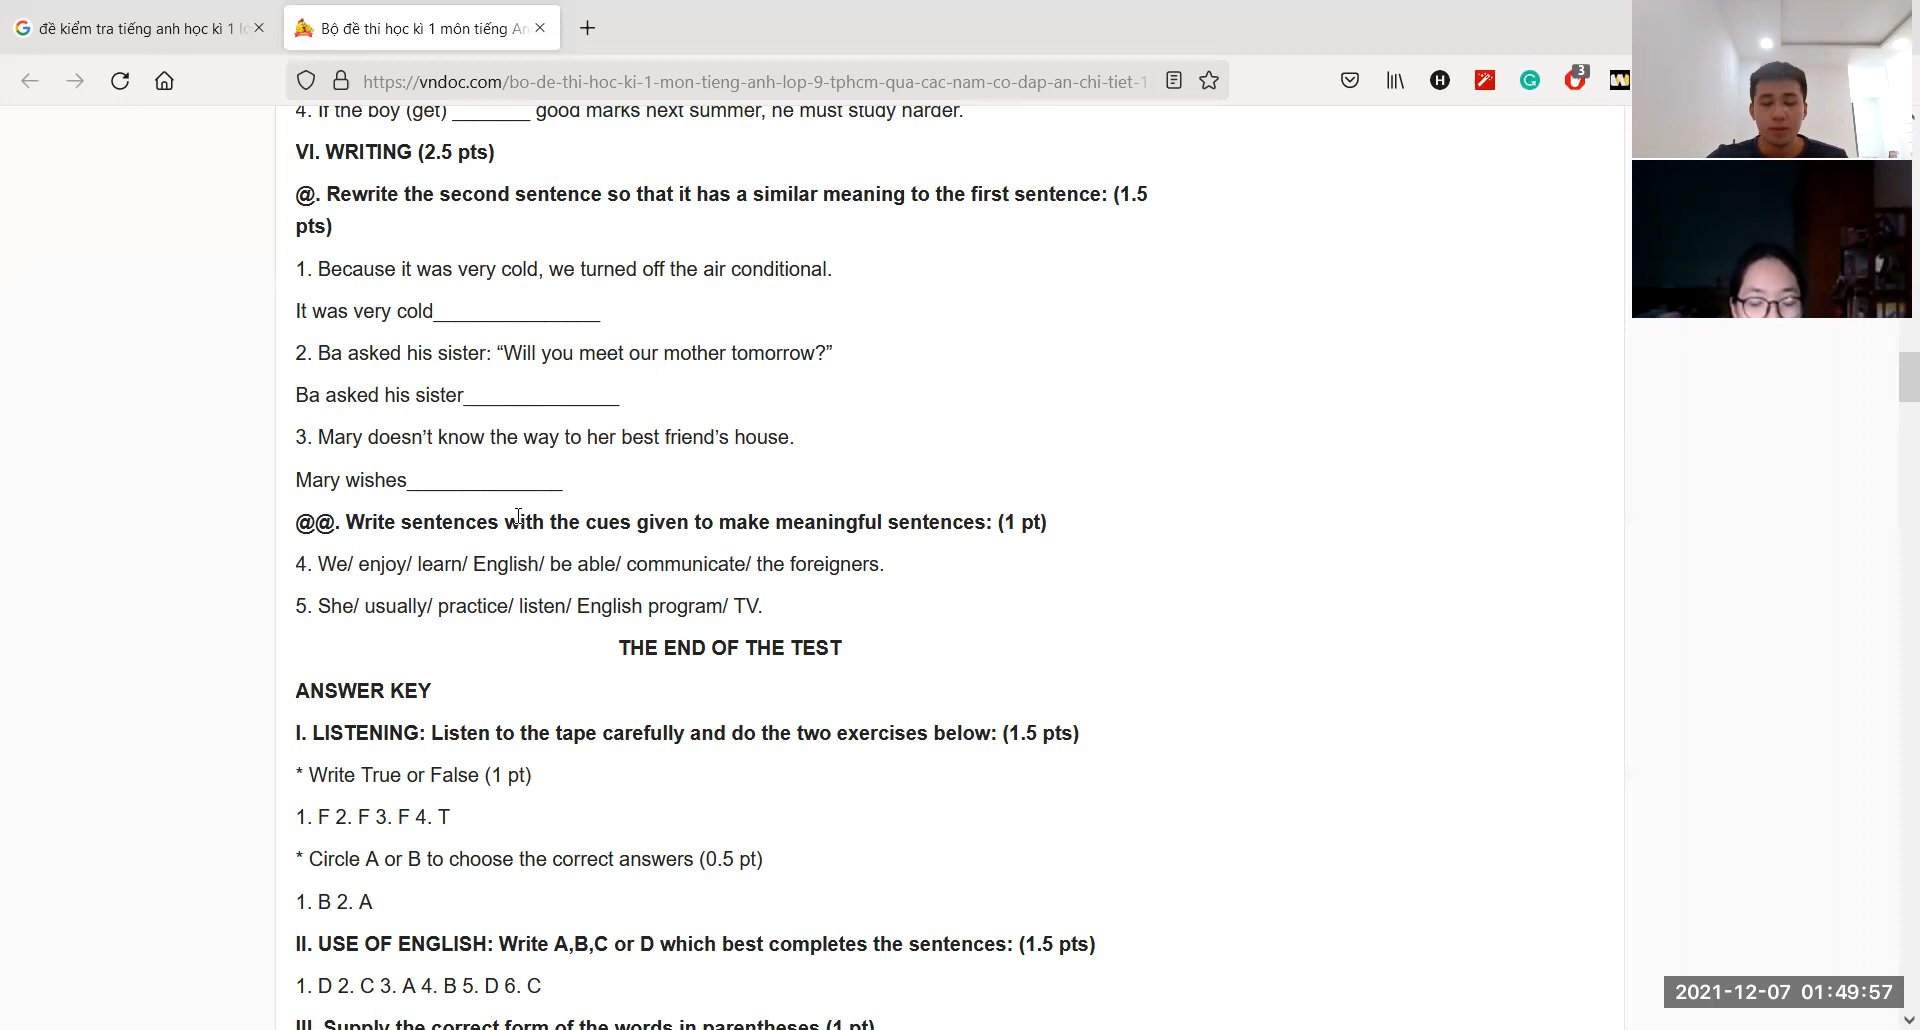 đề kiểm tra tiếng anh học kì 1
Bộ đề thi học kì 1 môn tiếng
https://vndoc.com/bo-de-thi-hoc-ki-1-mon-tieng-anh-lop-9-tphcm-qua-cac-nam-co-dap-an-chi-tiet-1
3
4. If the boy (get) _______ good marks next summer, he must study harder.
VI. WRITING (2.5 pts)
@. Rewrite the second sentence so that it has a similar meaning to the first sentence: (1.5
pts)
1. Because it was very cold, we turned off the air conditional.
It was very cold_______________
2. Ba asked his sister: “Will you meet our mother tomorrow?”
Ba asked his sister______________
3. Mary doesn’t know the way to her best friend’s house.
Mary wishes______________
@@. Write sentences with the cues given to make meaningful sentences: (1 pt)
4. We/ enjoy/ learn/ English/ be able/ communicate/ the foreigners.
5. She/ usually/ practice/ listen/ English program/ TV.
THE END OF THE TEST
ANSWER KEY
I. LISTENING: Listen to the tape carefully and do the two exercises below: (1.5 pts)
* Write True or False (1 pt)
1. F 2. F 3. F 4. T
* Circle A or B to choose the correct answers (0.5 pt)
1. B 2. A
II. USE OF ENGLISH: Write A,B,C or D which best completes the sentences: (1.5 pts)
1. D 2. C 3. A 4. B 5. D 6. C
III. Supply the correct form of the words in parentheses (1 pt)
2021-12-07 01:49:57